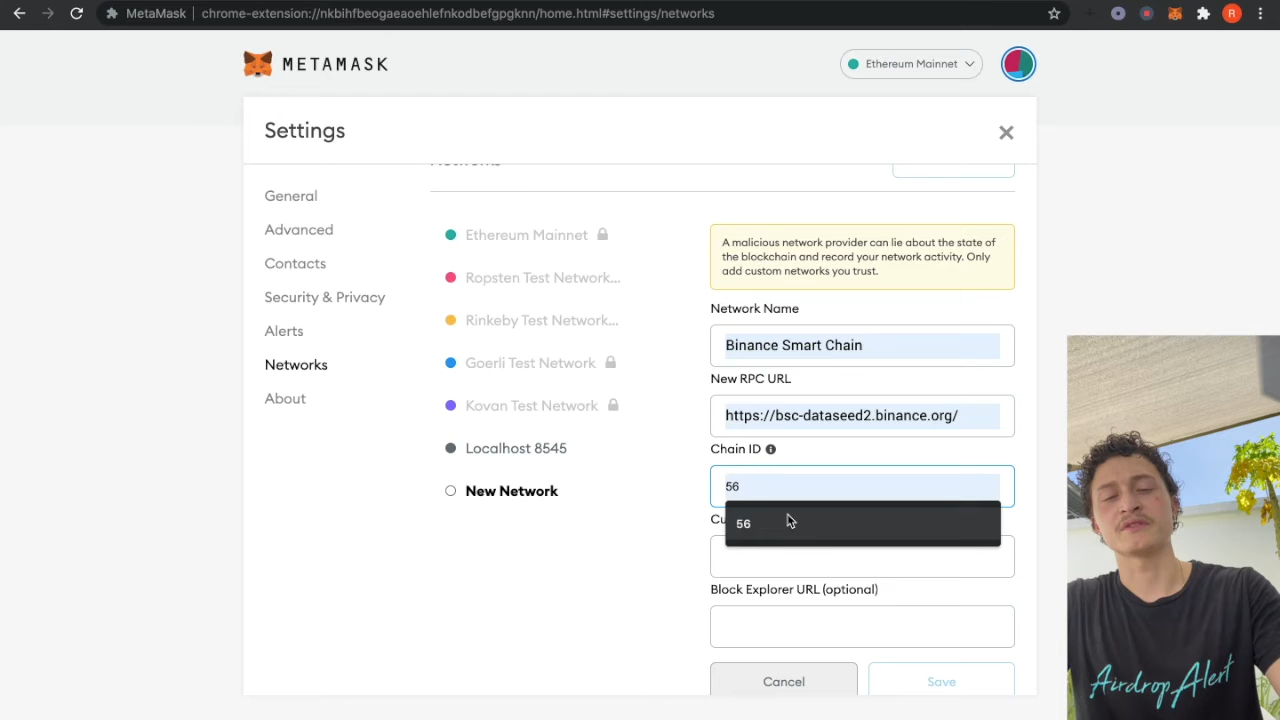 MetaMask
chrome-extension://nkbihfbeogaeaoehlefnkodbefgpgknn/home.html#settings/networks
R
METAMASK
Ethereum Mainnet
Settings
General
Advanced
Contacts
Security & Privacy
Alerts
Networks
About
Ethereum Mainnet
Ropsten Test Network...
Rinkeby Test Network...
Goerli Test Network
Kovan Test Network
Localhost 8545
New Network
A malicious network provider can lie about the state of
the blockchain and record your network activity. Only
add custom networks you trust.
Network Name
Binance Smart Chain
New RPC URL
https://bsc-dataseed2.binance.org/
Chain ID
56
56
Block Explorer URL (optional)
Cancel
Save
Airdrop Alert